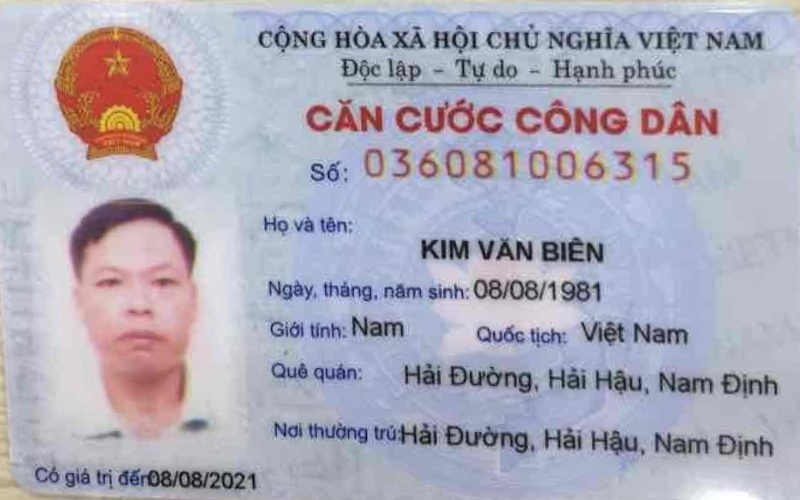 CỘNG HÒA XÃ HỘI CHỦ NGHĨA VIỆT NAM
Độc lập - Tự do - Hạnh phúc
CĂN CƯỚC CÔNG DÂN
Số: 036081006315
Họ và tên:
KIM VĂN BIÊN
Ngày, tháng, năm sinh: 08/08/1981
Giới tính: Nam Quốc tịch: Việt Nam
Quê quán: Hải Đường, Hải Hậu, Nam Định
Nơi thường trú: Hải Đường, Hải Hậu, Nam Định
Có giá trị đến 08/08/2021